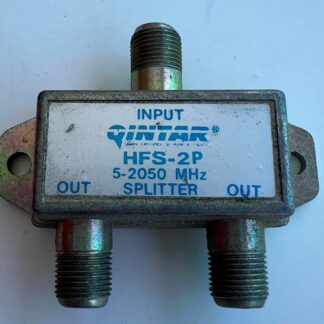 INPUT
QINTAR®
HFS-2P
5-2050 MHz
OUT SPLITTER OUT